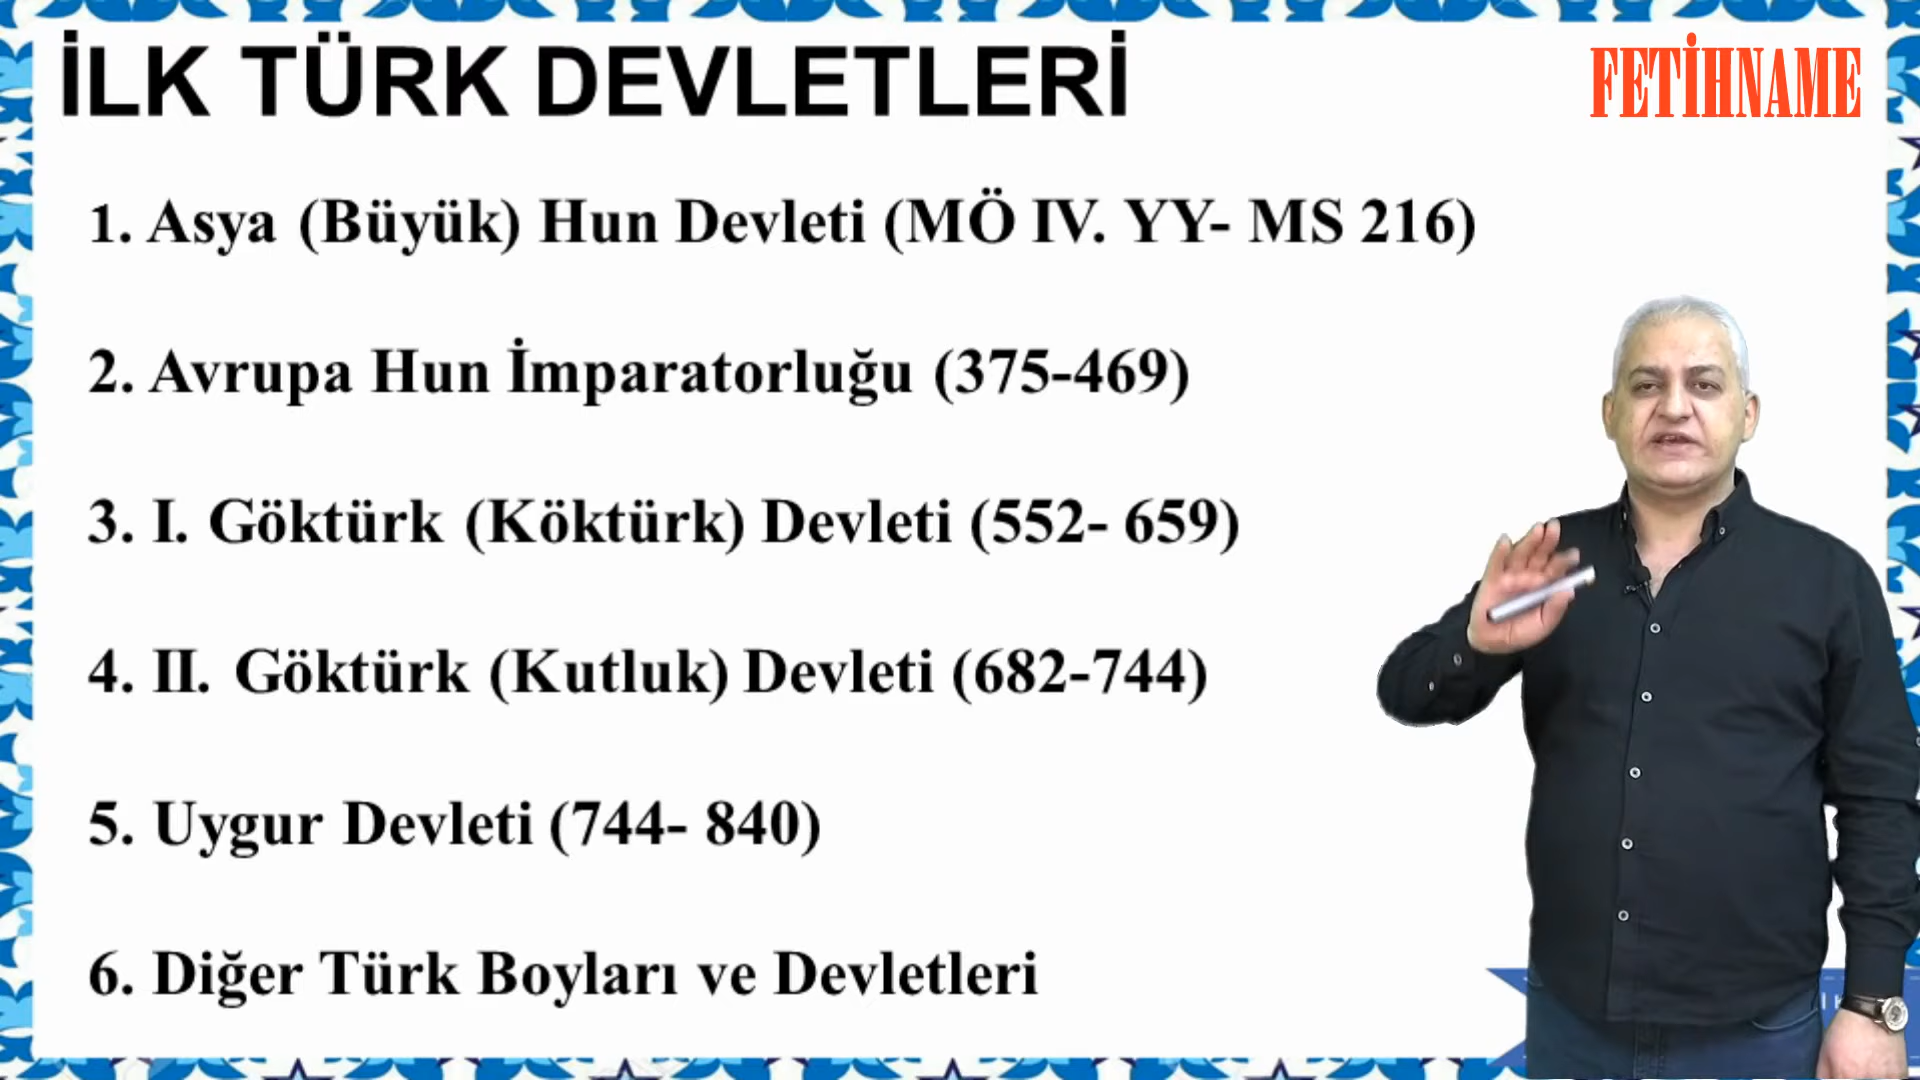 İLK TÜRK DEVLETLERİ
FETİHNAME
1. Asya (Büyük) Hun Devleti (MÖ IV. YY- MS 216)
2. Avrupa Hun İmparatorluğu (375-469)
3. I. Göktürk (Köktürk) Devleti (552- 659)
4. II. Göktürk (Kutluk) Devleti (682-744)
5. Uygur Devleti (744- 840)
6. Diğer Türk Boyları ve Devletleri